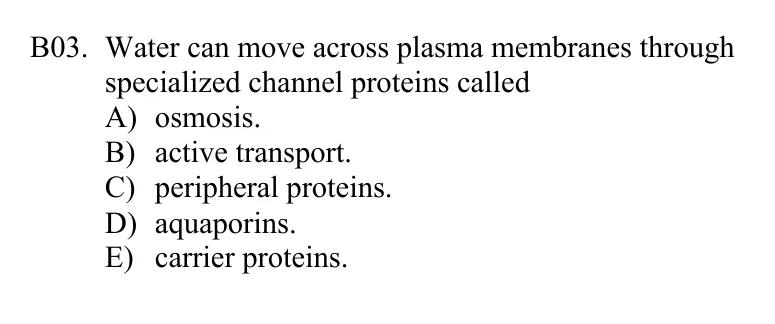 B03. Water can move across plasma membranes through
specialized channel proteins called
A) osmosis.
B) active transport.
C) peripheral proteins.
D) aquaporins.
E) carrier proteins.